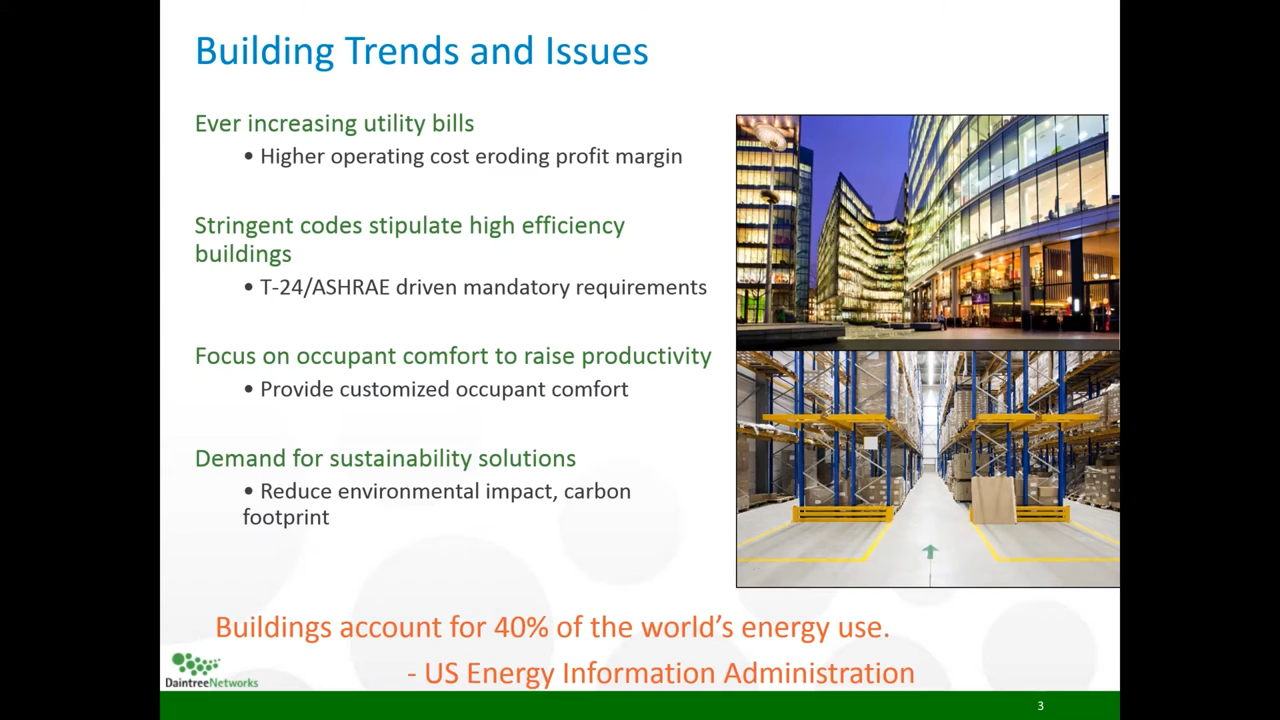 Building Trends and Issues
Ever increasing utility bills
• Higher operating cost eroding profit margin
Stringent codes stipulate high efficiency
buildings
• T-24/ASHRAE driven mandatory requirements
Focus on occupant comfort to raise productivity
• Provide customized occupant comfort
Demand for sustainability solutions
• Reduce environmental impact, carbon
footprint
Buildings account for 40% of the world’s energy use.
- US Energy Information Administration
DaintreeNetworks
3